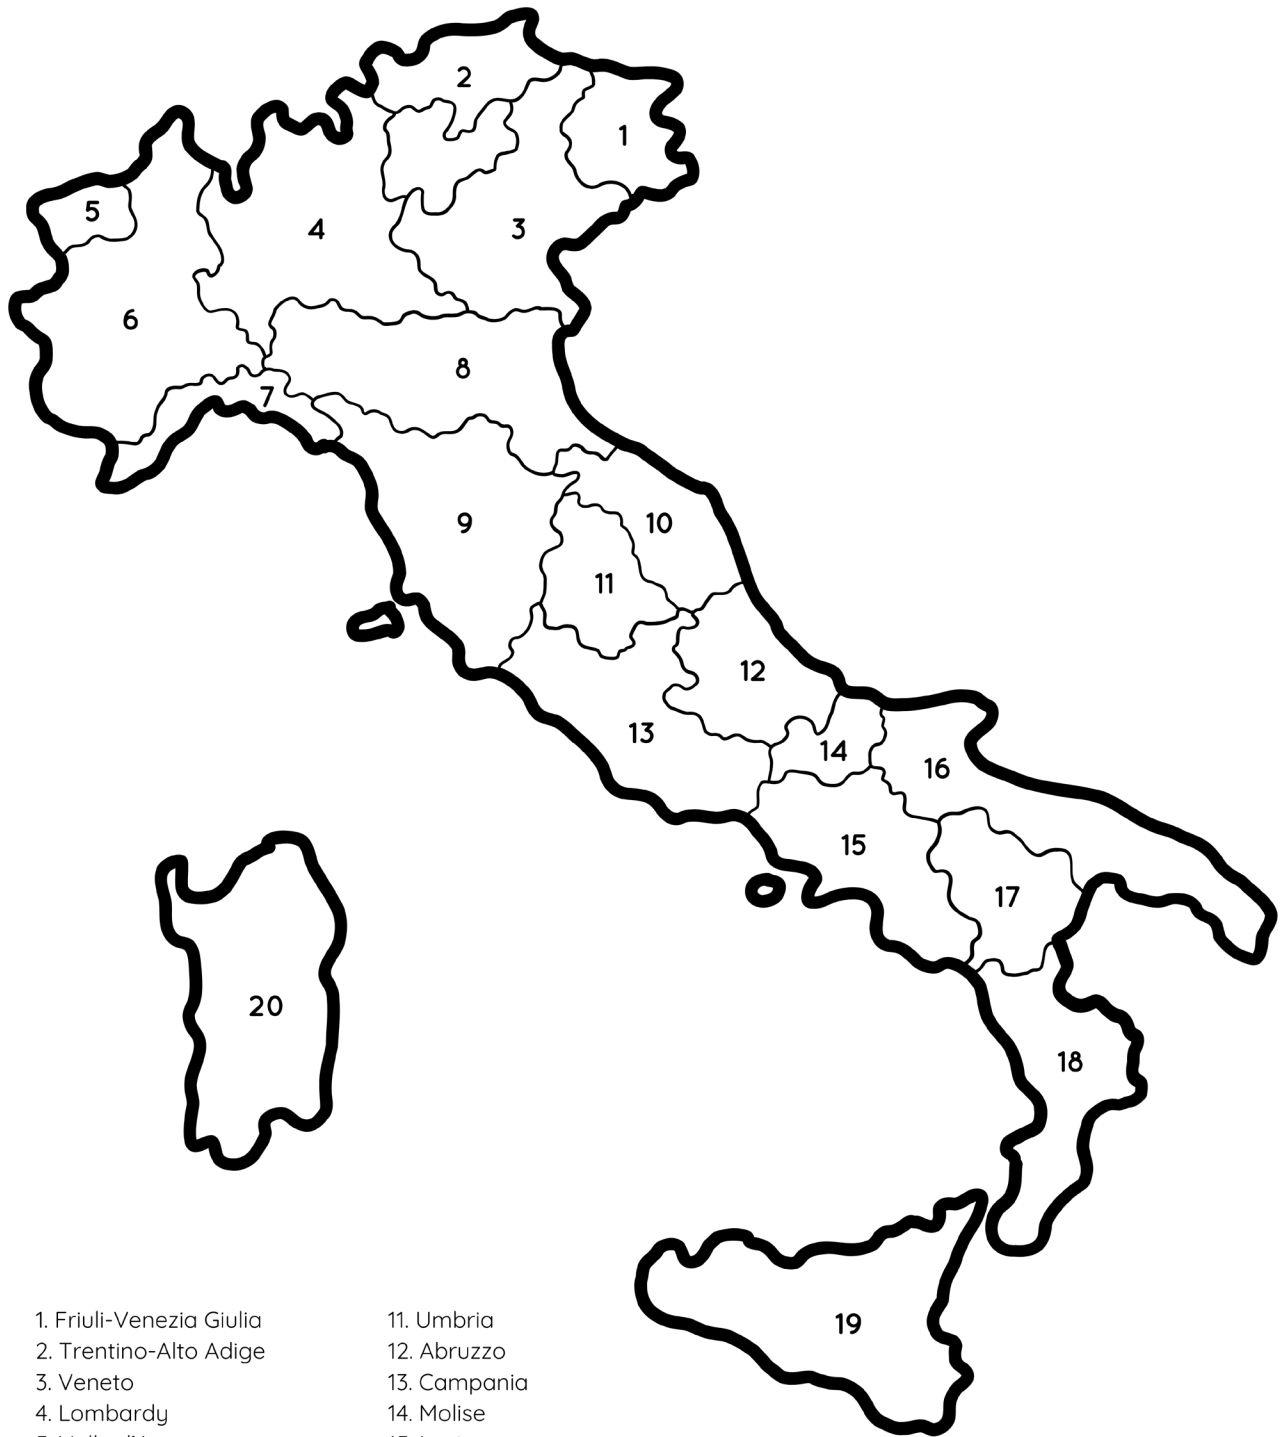 2
1
5
4
3
6
8
7
9
10
11
12
13
14
16
15
17
20
18
19
1. Friuli-Venezia Giulia
2. Trentino-Alto Adige
3. Veneto
4. Lombardy
11. Umbria
12. Abruzzo
13. Campania
14. Molise